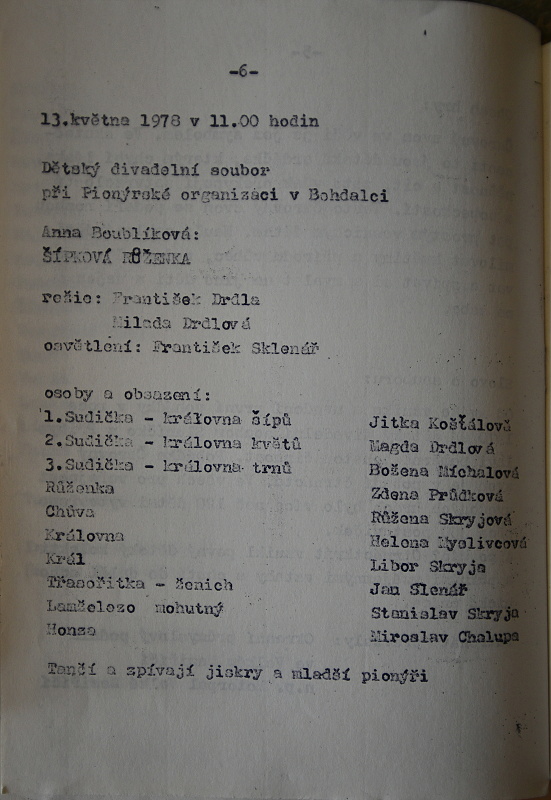 -6-
13.května 1978 v 11.00 hodin
Dětský divadelní soubor
při Pionýrské organizaci v Bohdalci
Anna Boublíková:
ŠÍPKOVÁ RŮŽENKA
režie: František Drdla
Milada Drdlová
osvětlení: František Sklenář
osoby a obsazení:
1.Sudička - královna šípů Jitka Košťálová
2.Sudička - královna květů Magda Drdlová
3.Sudička - královna trnů Božena Míchalová
Růženka Zdena Průdková
Chůva Růžena Skryjová
Královna Helena Myslivcová
Král Libor Skryja
Třasořitka - ženich Jan Slenář
Lamželezo mohutný Stanislav Skryja
Honza Miroslav Chalupa
Tančí a zpívají jiskry a mladší pionýři